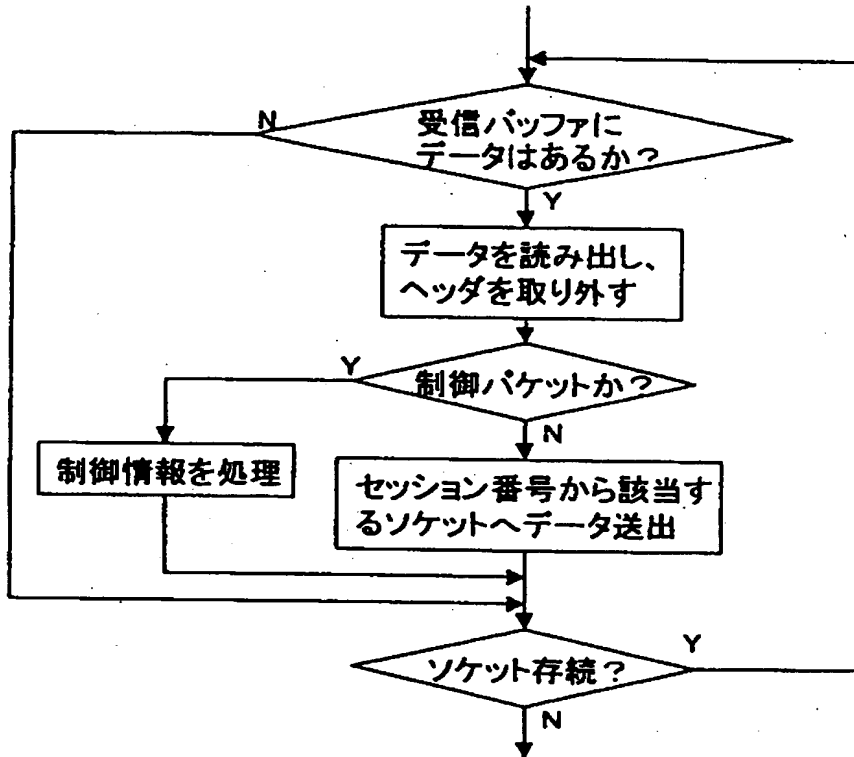 受信バッファに
データはあるか?
N
Y
データを読み出し、
ヘッダを取り外す
制御パケットか?
Y
N
制御情報を処理
セッション番号から該当す
るソケットへデータ送出
ソケット存続?
Y
N